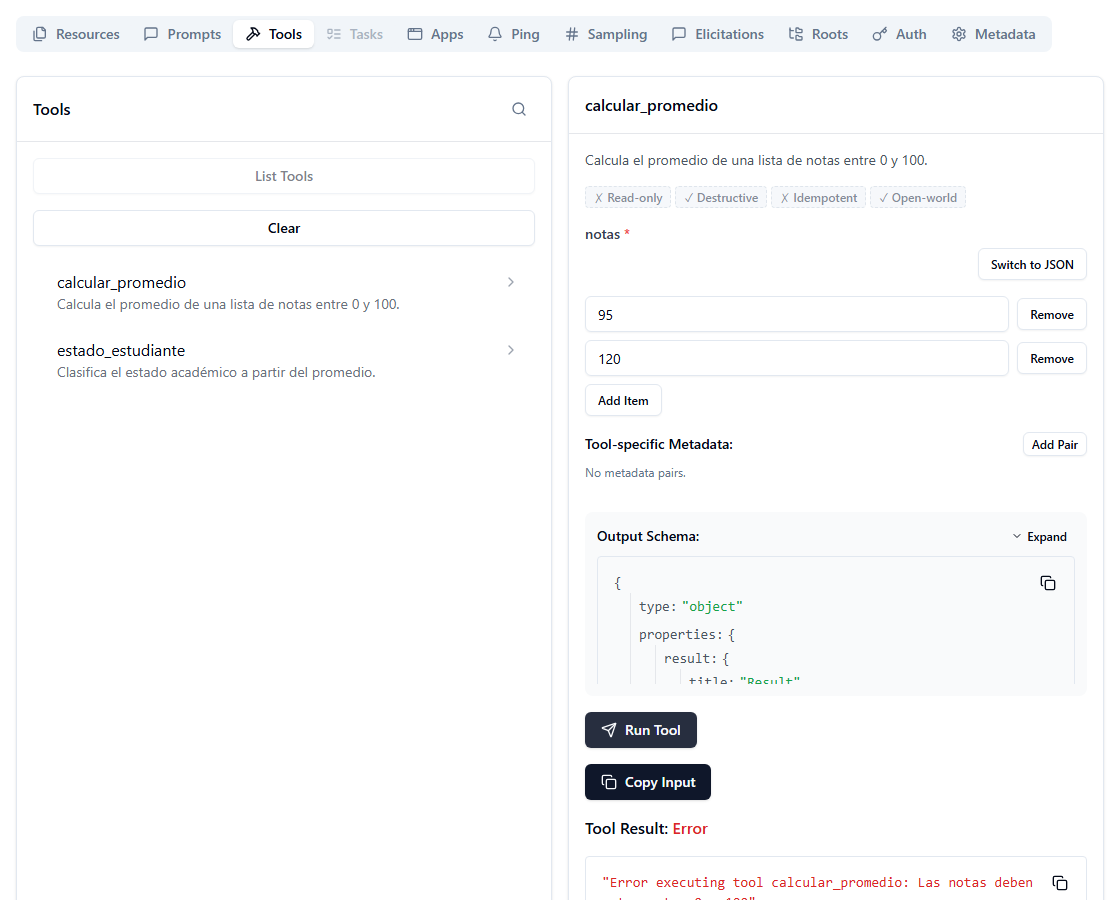 Resources Prompts Tools Tasks Apps Ping Sampling Elicitations Roots Auth Metadata
Tools
List Tools
Clear
calcular_promedio
Calcula el promedio de una lista de notas entre 0 y 100.
estado_estudiante
Clasifica el estado académico a partir del promedio.
calcular_promedio
Calcula el promedio de una lista de notas entre 0 y 100.
✗ Read-only ✓ Destructive ✗ Idempotent ✓ Open-world
notas *
Switch to JSON
95 Remove
120 Remove
Add Item
Tool-specific Metadata: Add Pair
No metadata pairs.
Output Schema: Expand
{
type: "object"
properties: {
result: {
title: "Result"
Run Tool
Copy Input
Tool Result: Error
"Error executing tool calcular_promedio: Las notas deben